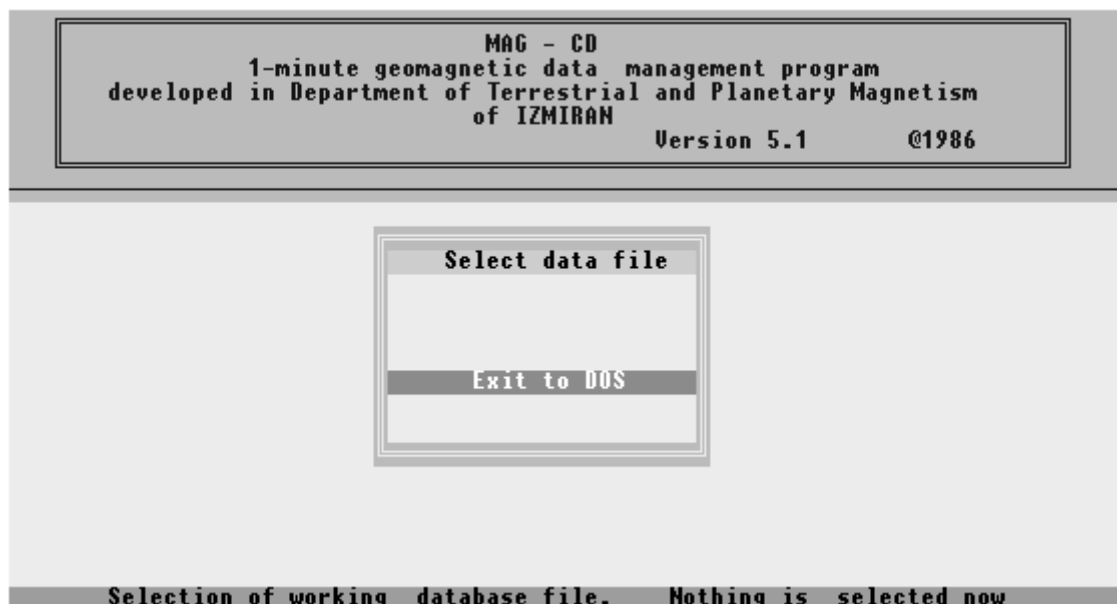 MAG - CD
1-minute geomagnetic data  management program
developed in Department of Terrestrial and Planetary Magnetism
of IZMIRAN
Version 5.1 @1986
Select data file
Exit to DOS
Selection of working  database file. Nothing is  selected now